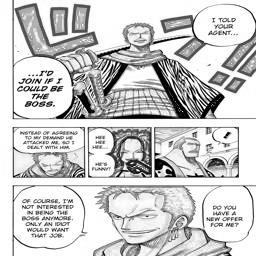 I TOLD
YOUR
AGENT...
...I'D
JOIN IF I
COULD BE
THE
BOSS.
INSTEAD OF AGREEING
TO MY DEMAND HE
ATTACKED ME, SO I
DEALT WITH HIM.
HEE
HEE
HEE...
HE'S
FUNNY!
OF COURSE, I'M
NOT INTERESTED
IN BEING THE
BOSS ANYMORE.
ONLY AN IDIOT
WOULD WANT
THAT JOB.
DO YOU
HAVE A
NEW OFFER
FOR ME?